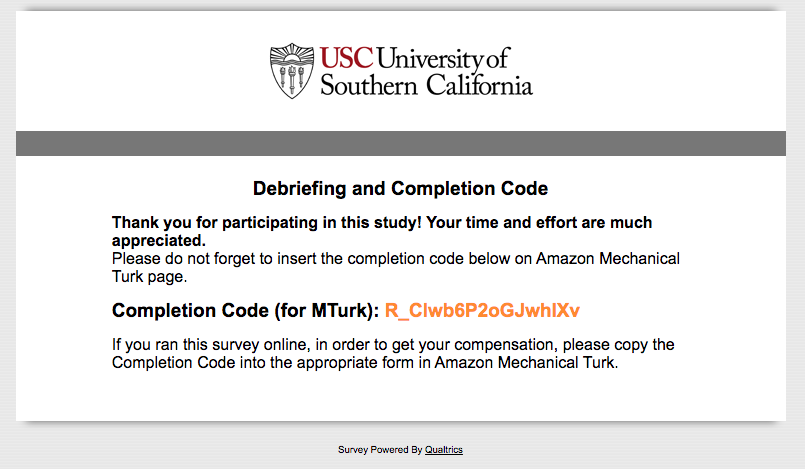 USC University of
Southern California
Debriefing and Completion Code
Thank you for participating in this study! Your time and effort are much
appreciated.
Please do not forget to insert the completion code below on Amazon Mechanical
Turk page.
Completion Code (for MTurk): R_Clwb6P2oGJwhlXv
If you ran this survey online, in order to get your compensation, please copy the
Completion Code into the appropriate form in Amazon Mechanical Turk.
Survey Powered By Qualtrics